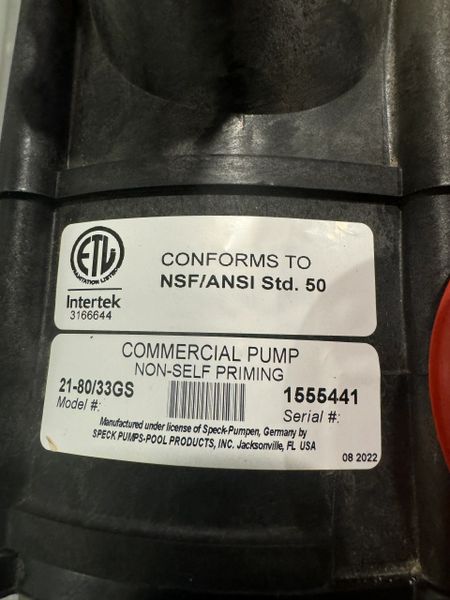 ETL
SANITATION LISTED
Intertek
3166644
CONFORMS TO
NSF/ANSI Std. 50
COMMERCIAL PUMP
NON-SELF PRIMING
21-80/33GS
Model #:
1555441
Serial #:
Manufactured under license of Speck-Pumpen, Germany by
SPECK PUMPS-POOL PRODUCTS, INC. Jacksonville, FL USA
08 2022